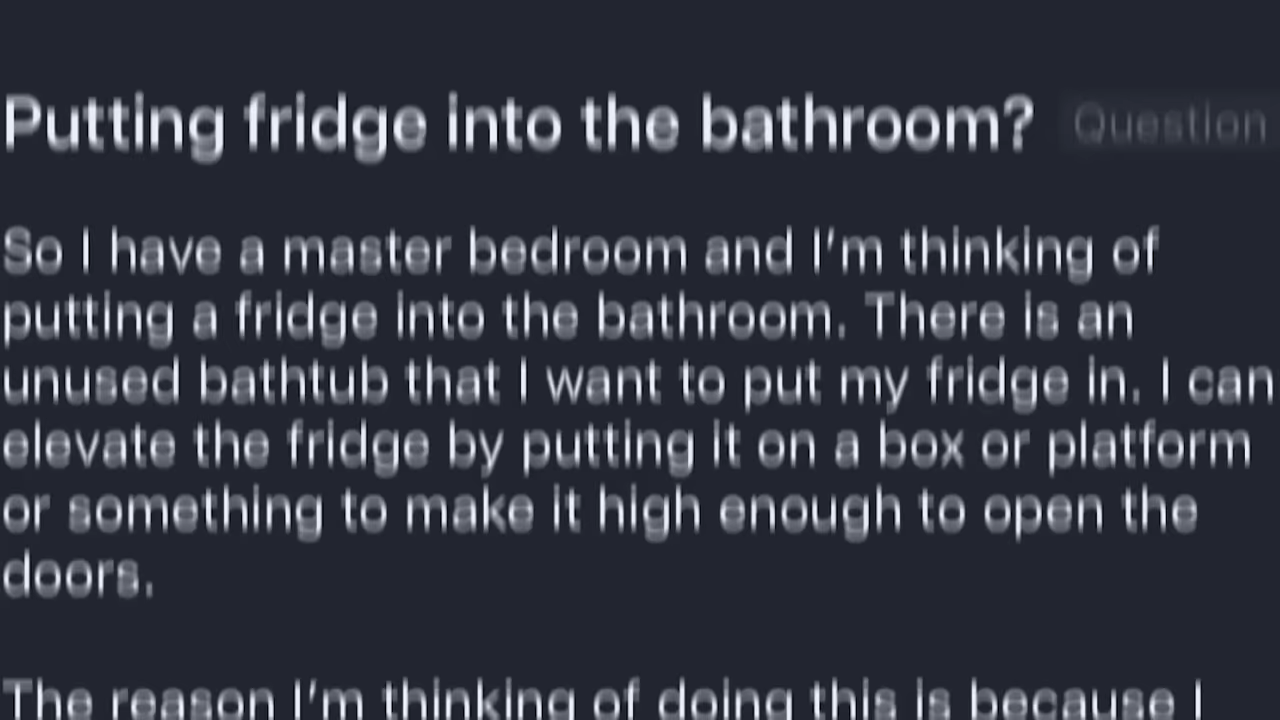 Putting fridge into the bathroom? Question
So I have a master bedroom and I'm thinking of
putting a fridge into the bathroom. There is an
unused bathtub that I want to put my fridge in. I can
elevate the fridge by putting it on a box or platform
or something to make it high enough to open the
doors.
The reason I'm thinking of doing this is because I